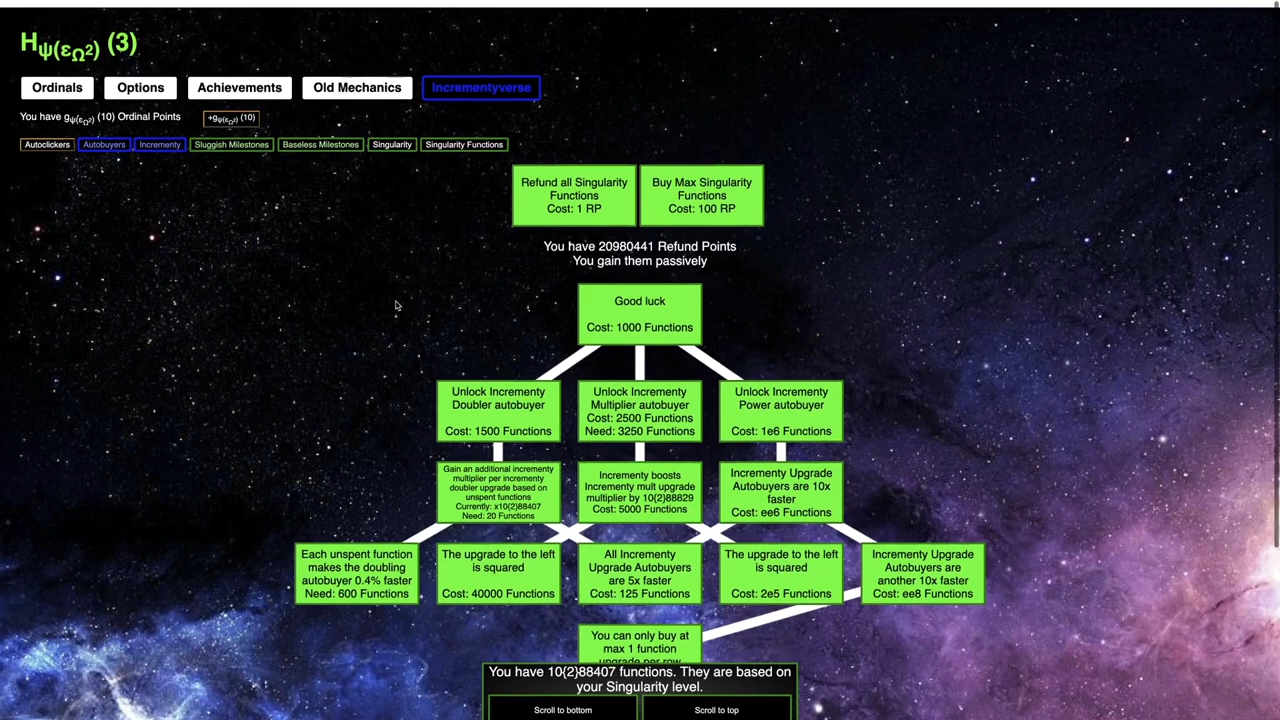 Hψ(εΩ²) (3)
Ordinals Options Achievements Old Mechanics Incrementyverse
You have gψ(εΩ²) (10) Ordinal Points +gψ(εΩ²) (10)
Autoclickers Autobuyers Incrementy Sluggish Milestones Baseless Milestones Singularity Singularity Functions
Refund all Singularity
Functions
Cost: 1 RP
Buy Max Singularity
Functions
Cost: 100 RP
You have 20980441 Refund Points
You gain them passively
Good luck
Cost: 1000 Functions
Unlock Incrementy
Doubler autobuyer
Cost: 1500 Functions
Unlock Incrementy
Multiplier autobuyer
Cost: 2500 Functions
Need: 3250 Functions
Unlock Incrementy
Power autobuyer
Cost: 1e6 Functions
Gain an additional incrementy
multiplier per incrementy
doubler upgrade based on
unspent functions
Currently: x10{2}88407
Need: 20 Functions
Incrementy boosts
Incrementy mult upgrade
multiplier by 10{2}88829
Cost: 5000 Functions
Incrementy Upgrade
Autobuyers are 10x
faster
Cost: ee6 Functions
Each unspent function
makes the doubling
autobuyer 0.4% faster
Need: 600 Functions
The upgrade to the left
is squared
Cost: 40000 Functions
All Incrementy
Upgrade Autobuyers
are 5x faster
Cost: 125 Functions
The upgrade to the left
is squared
Cost: 2e5 Functions
Incrementy Upgrade
Autobuyers are
another 10x faster
Cost: ee8 Functions
You can only buy at
max 1 function
upgrade per row
You have 10{2}88407 functions. They are based on
your Singularity level.
Scroll to bottom Scroll to top